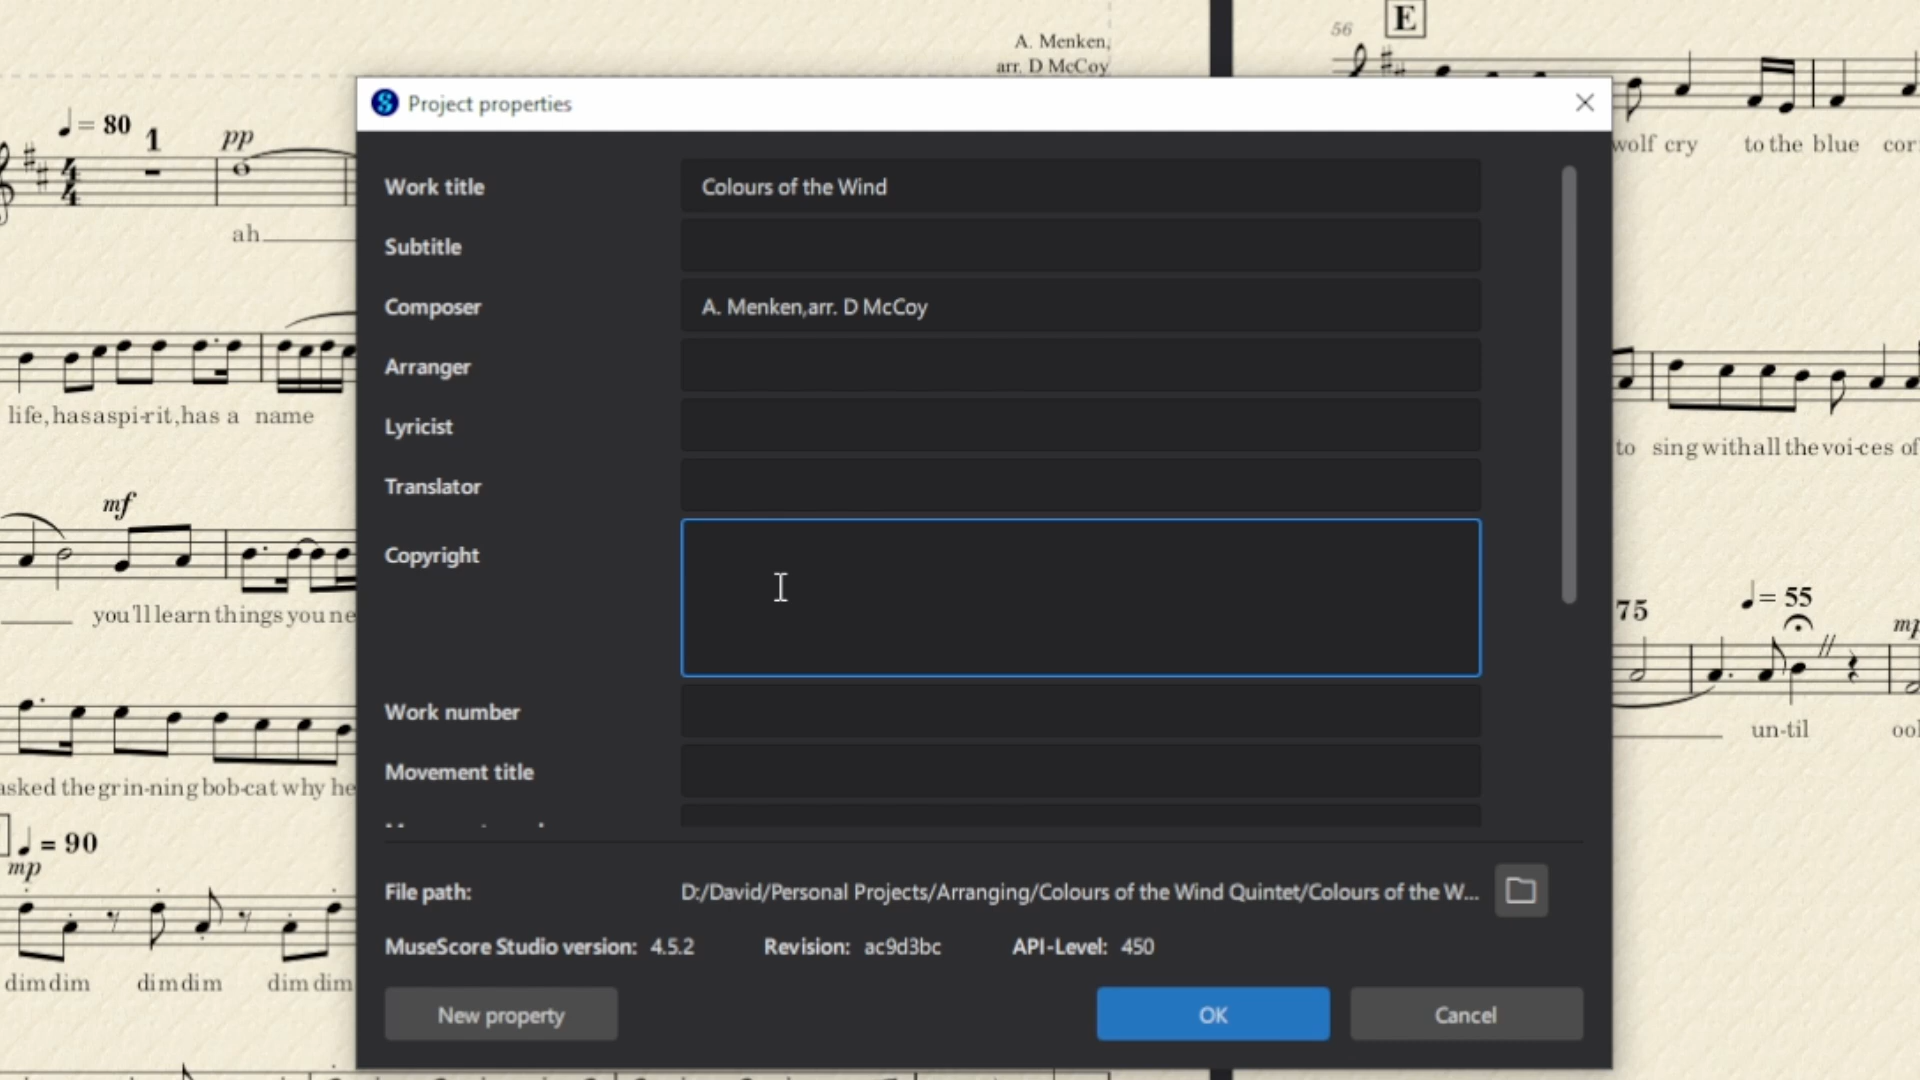 A. Menken,
arr. D McCoy
56 E
Project properties
= 80
1
pp
wolf cry to the blue cor
Work title
Colours of the Wind
ah
Subtitle
Composer
A. Menken,arr. D McCoy
Arranger
life, has a spi-rit, has a name
Lyricist
to sing with all the voi-ces of
Translator
mf
Copyright
you'll learn things you ne
= 55
75
mp
Work number
un-til
ool
Movement title
asked the grin-ning bob-cat why he
= 90
mp
File path:
D:/David/Personal Projects/Arranging/Colours of the Wind Quintet/Colours of the W...
MuseScore Studio version: 4.5.2 Revision: ac9d3bc API-Level: 450
dim dim dim dim dim dim
New property
OK
Cancel